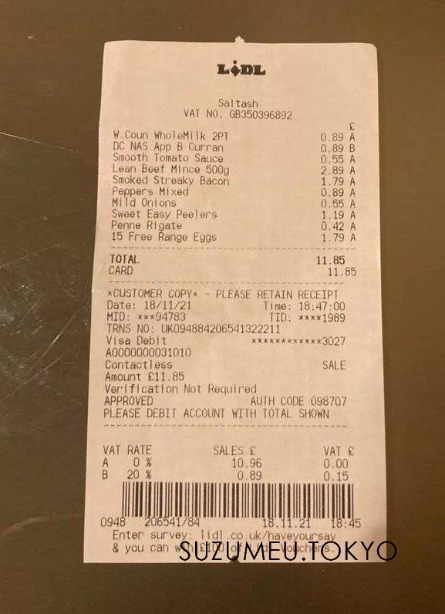 LiDL
Saltash
VAT NO. GB350396892
£
W.Coun WholeMilk 2PT 0.89 A
DC NAS App B Curran 0.89 B
Smooth Tomato Sauce 0.55 A
Lean Beef Mince 500g 2.89 A
Smoked Streaky Bacon 1.79 A
Peppers Mixed 0.89 A
Mild Onions 0.55 A
Sweet Easy Peelers 1.19 A
Penne Rigate 0.42 A
15 Free Range Eggs 1.79 A
TOTAL 11.85
CARD 11.85
*CUSTOMER COPY* - PLEASE RETAIN RECEIPT
Date: 18/11/21 Time: 18:47:00
MID: ***94783 TID: ****1989
TRNS NO: UK094884206541322211
Visa Debit ************3027
A0000000031010
Contactless SALE
Amount £11.85
Verification Not Required
APPROVED AUTH CODE 098707
PLEASE DEBIT ACCOUNT WITH TOTAL SHOWN
VAT RATE SALES £ VAT £
A 0 % 10.96 0.00
B 20 % 0.89 0.15
0948 206541/84 18.11.21 18:45
Enter survey: lidl.co.uk/haveyoursay
& you can win £100 of vouchers.
SUZUMEU.TOKYO